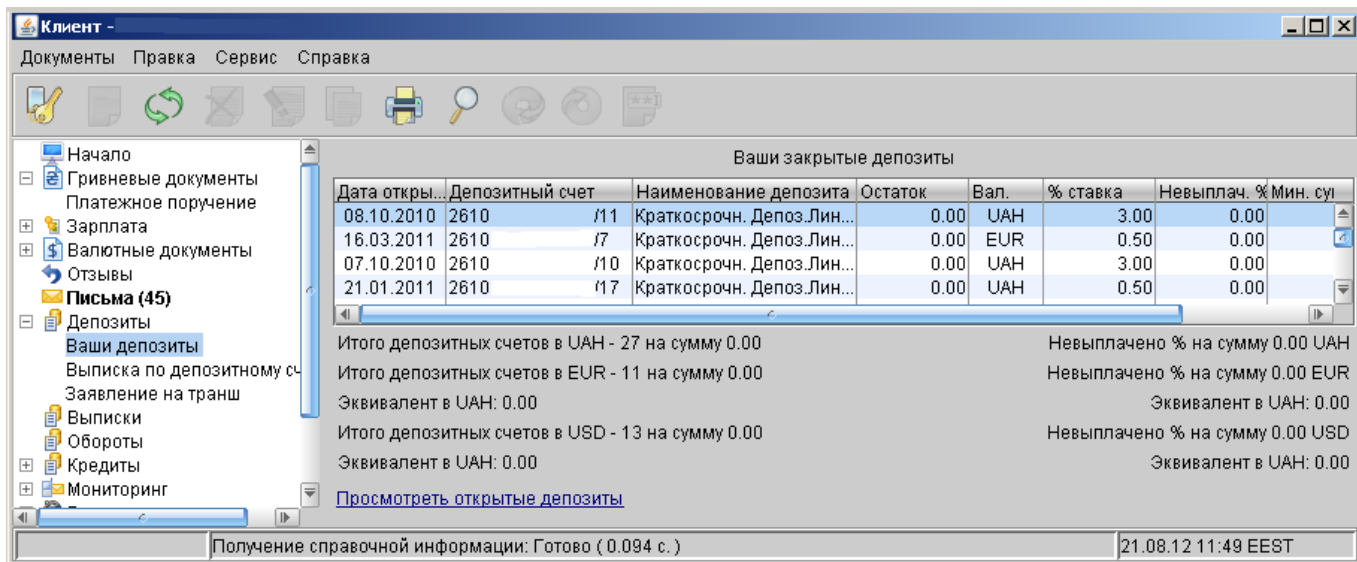 Клиент -
Документы Правка Сервис Справка
Начало
Гривневые документы
Платежное поручение
Зарплата
Валютные документы
Отзывы
Письма (45)
Депозиты
Ваши депозиты
Выписка по депозитному сч
Заявление на транш
Выписки
Обороты
Кредиты
Мониторинг
Ваши закрытые депозиты
Дата откры... Депозитный счет Наименование депозита Остаток Вал. % ставка Невыплач. % Мин. сум
08.10.2010 2610 /11 Краткосрочн. Депоз.Лин... 0.00 UAH 3.00 0.00
16.03.2011 2610 /7 Краткосрочн. Депоз.Лин... 0.00 EUR 0.50 0.00
07.10.2010 2610 /10 Краткосрочн. Депоз.Лин... 0.00 UAH 3.00 0.00
21.01.2011 2610 /17 Краткосрочн. Депоз.Лин... 0.00 UAH 0.50 0.00
Итого депозитных счетов в UAH - 27 на сумму 0.00 Невыплачено % на сумму 0.00 UAH
Итого депозитных счетов в EUR - 11 на сумму 0.00 Невыплачено % на сумму 0.00 EUR
Эквивалент в UAH: 0.00 Эквивалент в UAH: 0.00
Итого депозитных счетов в USD - 13 на сумму 0.00 Невыплачено % на сумму 0.00 USD
Эквивалент в UAH: 0.00 Эквивалент в UAH: 0.00
Просмотреть открытые депозиты
Получение справочной информации: Готово ( 0.094 с. ) 21.08.12 11:49 EEST